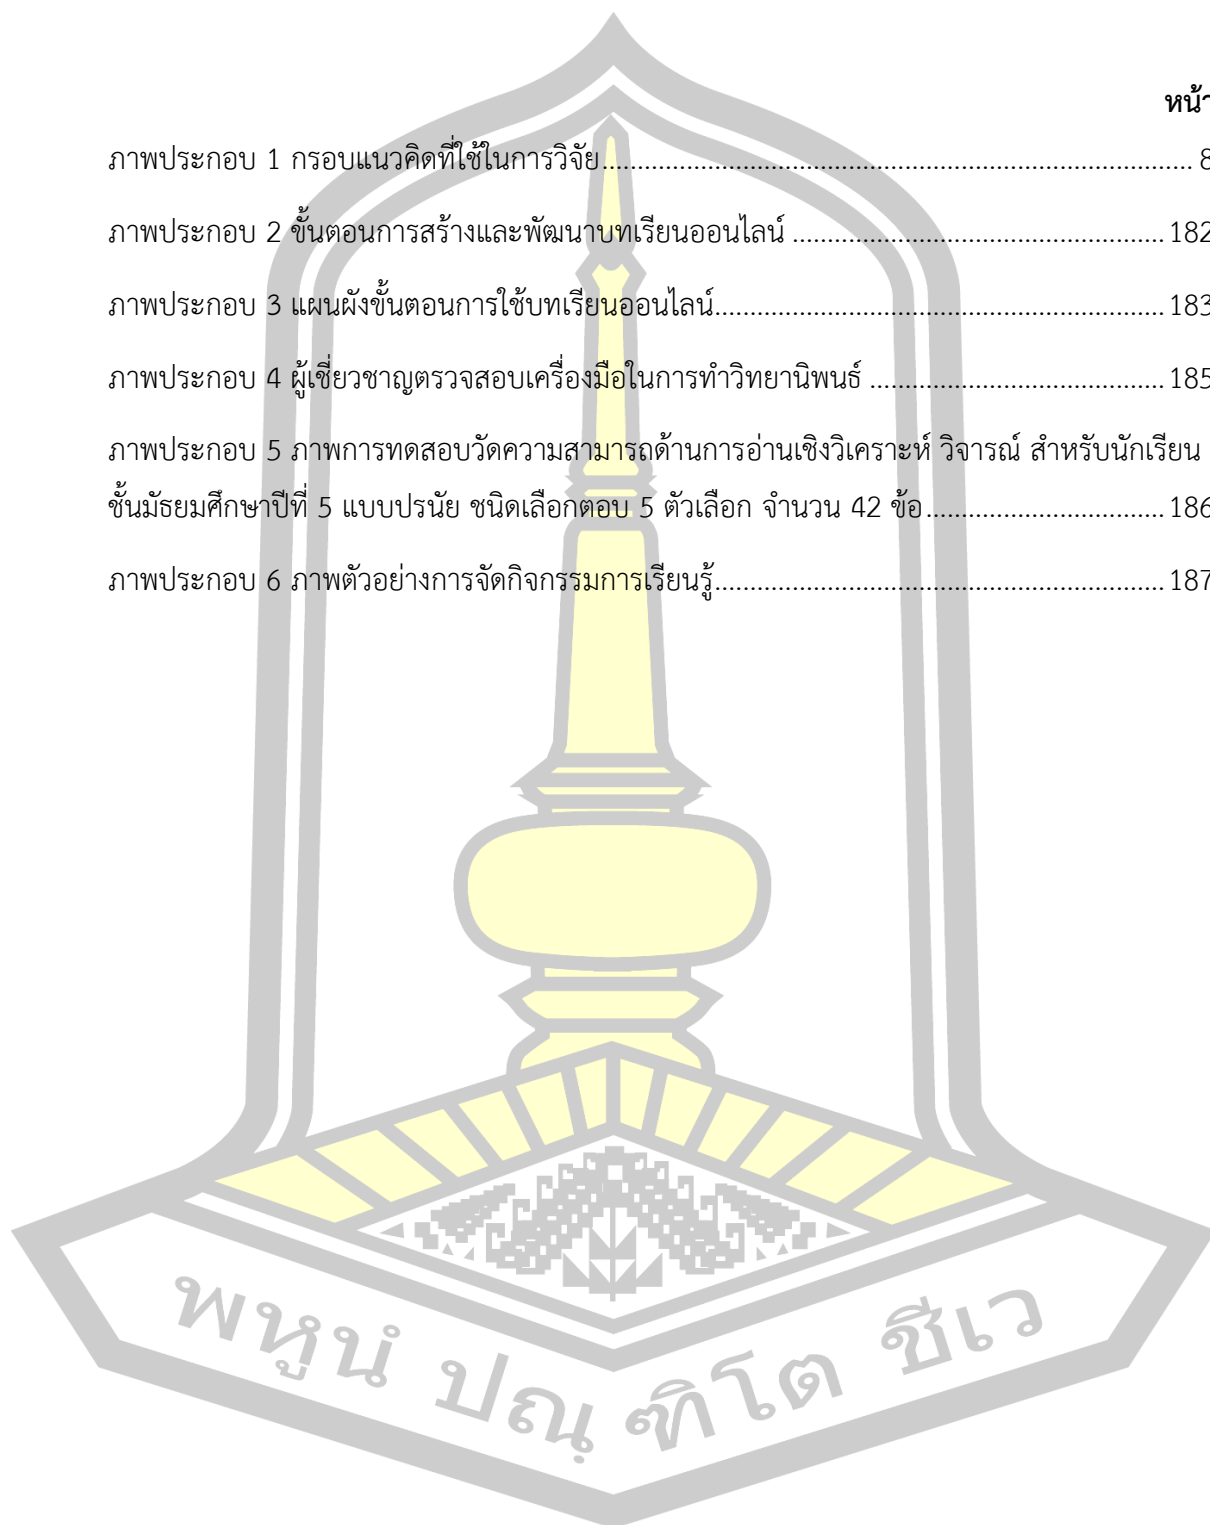 หน้า
ภาพประกอบ 1 กรอบแนวคิดที่ใช้ในการวิจัย........................................................................... 8
ภาพประกอบ 2 ขั้นตอนการสร้างและพัฒนาบทเรียนออนไลน์ ............................................... 182
ภาพประกอบ 3 แผนผังขั้นตอนการใช้บทเรียนออนไลน์......................................................... 183
ภาพประกอบ 4 ผู้เชี่ยวชาญตรวจสอบเครื่องมือในการทำวิทยานิพนธ์ ..................................... 185
ภาพประกอบ 5 ภาพการทดสอบวัดความสามารถด้านการอ่านเชิงวิเคราะห์ วิจารณ์ สำหรับนักเรียน
ชั้นมัธยมศึกษาปีที่ 5 แบบปรนัย ชนิดเลือกตอบ 5 ตัวเลือก จำนวน 42 ข้อ.............................. 186
ภาพประกอบ 6 ภาพตัวอย่างการจัดกิจกรรมการเรียนรู้......................................................... 187
พหูนํ ปณฺ ฑิโต ชีเว